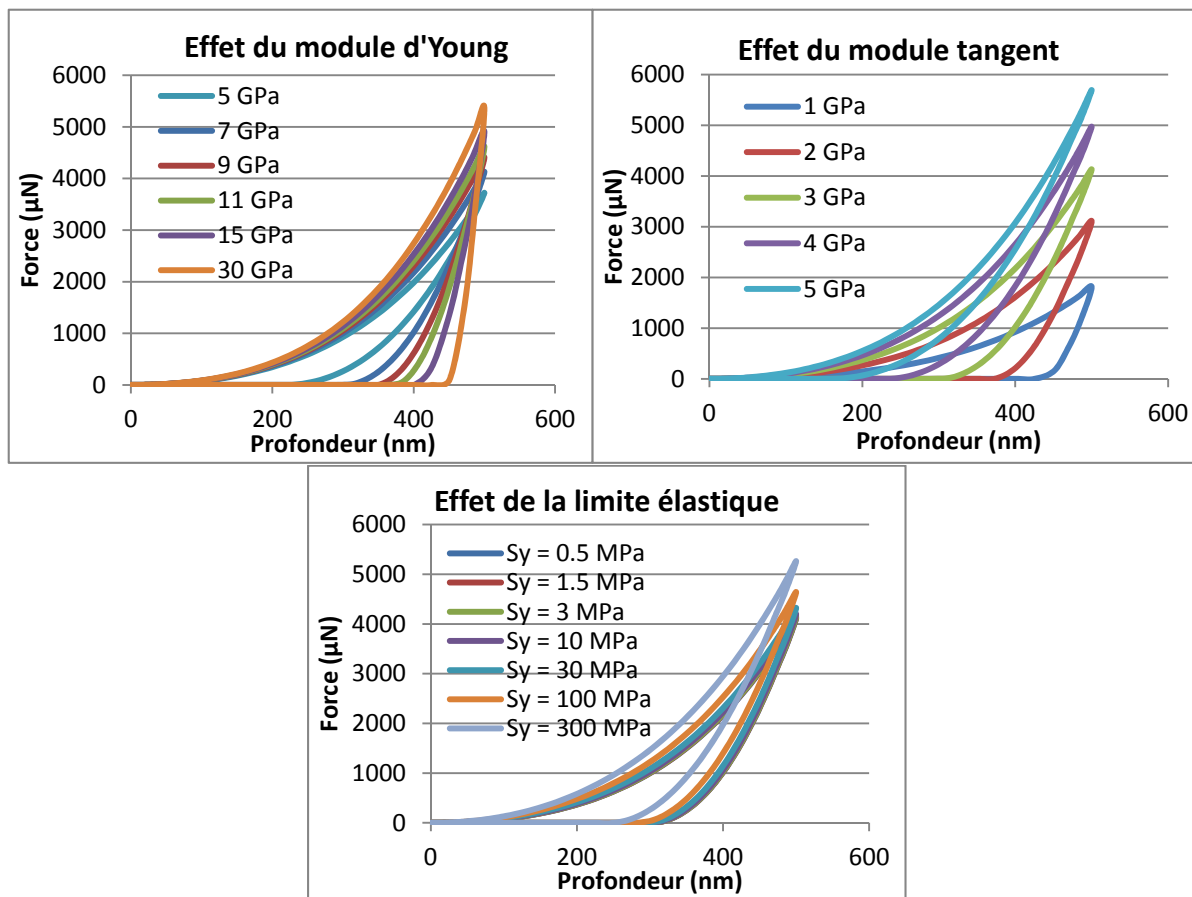 Effet du module d'Young
6000
5000
4000
3000
2000
1000
0
Force (µN)
5 GPa
7 GPa
9 GPa
11 GPa
15 GPa
30 GPa
0
200
400
600
Profondeur (nm)
Effet du module tangent
6000
5000
4000
3000
2000
1000
0
Force (µN)
1 GPa
2 GPa
3 GPa
4 GPa
5 GPa
0
200
400
600
Profondeur (nm)
Effet de la limite élastique
6000
5000
4000
3000
2000
1000
0
Force (µN)
Sy = 0.5 MPa
Sy = 1.5 MPa
Sy = 3 MPa
Sy = 10 MPa
Sy = 30 MPa
Sy = 100 MPa
Sy = 300 MPa
0
200
400
600
Profondeur (nm)